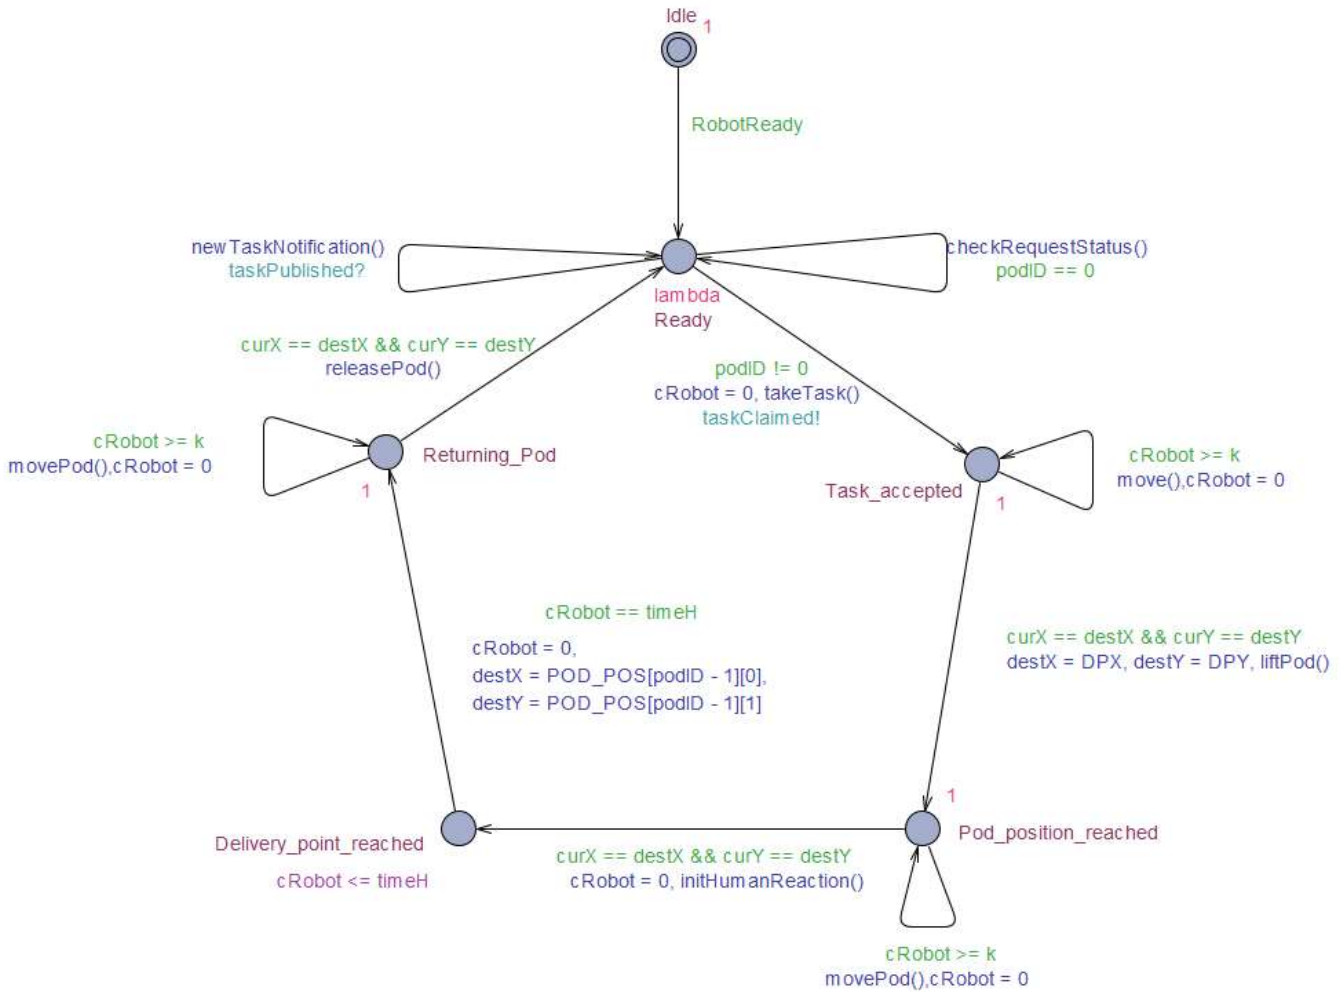 Idle
1
RobotReady
newTaskNotification()
taskPublished?
checkRequestStatus()
podID == 0
lambda
Ready
curX == destX && curY == destY
releasePod()
podID != 0
cRobot = 0, takeTask()
taskClaimed!
cRobot >= k
movePod(),cRobot = 0
Returning_Pod
1
cRobot >= k
move(),cRobot = 0
Task_accepted
1
cRobot == timeH
cRobot = 0,
destX = POD_POS[podID - 1][0],
destY = POD_POS[podID - 1][1]
curX == destX && curY == destY
destX = DPX, destY = DPY, liftPod()
1
Pod_position_reached
Delivery_point_reached
cRobot <= timeH
curX == destX && curY == destY
cRobot = 0, initHumanReaction()
cRobot >= k
movePod(),cRobot = 0